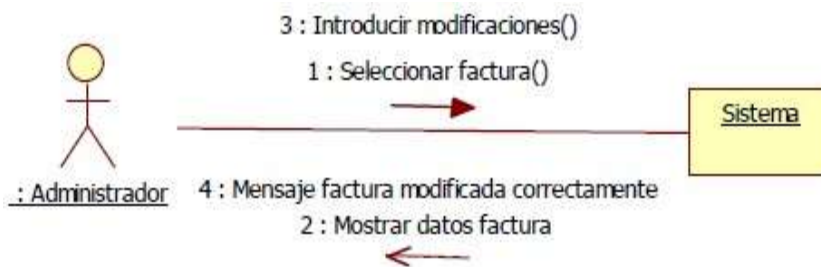 3 : Introducir modificaciones()
1 : Seleccionar factura()
Sistema
: Administrador
4 : Mensaje factura modificada correctamente
2 : Mostrar datos factura